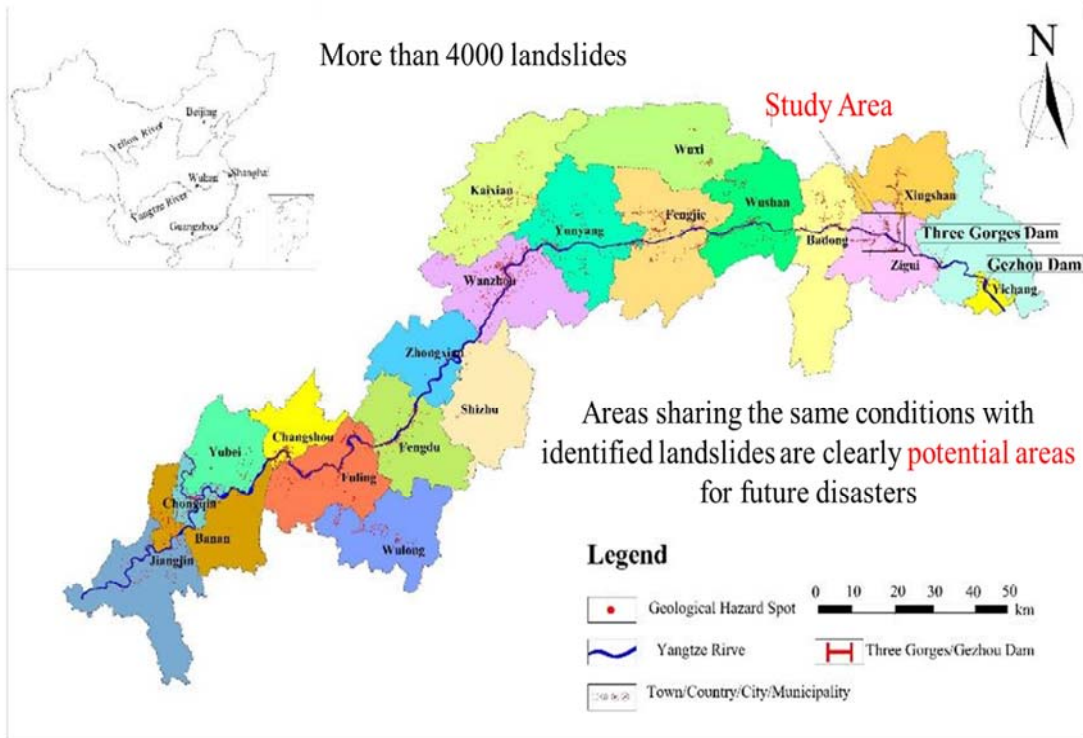 More than 4000 landslides
N
Study Area
Beijing
Yellow River
Wuhan
Shanghai
Yangtze River
Guangzhou
Wuxi
Kaixian
Xingshan
Wushan
Fengjie
Yunyang
Badong
Three Gorges Dam
Zigui
Gezhou Dam
Wanzhou
Yichang
Zhongxian
Shizhu
Areas sharing the same conditions with
identified landslides are clearly potential areas
for future disasters
Changshou
Yubei
Fengdu
Fuling
Chongqin
Banan
Wulong
Jiangjin
Legend
Geological Hazard Spot
0 10 20 30 40 50
km
Yangtze Rirve
Three Gorges/Gezhou Dam
Town/Country/City/Municipality